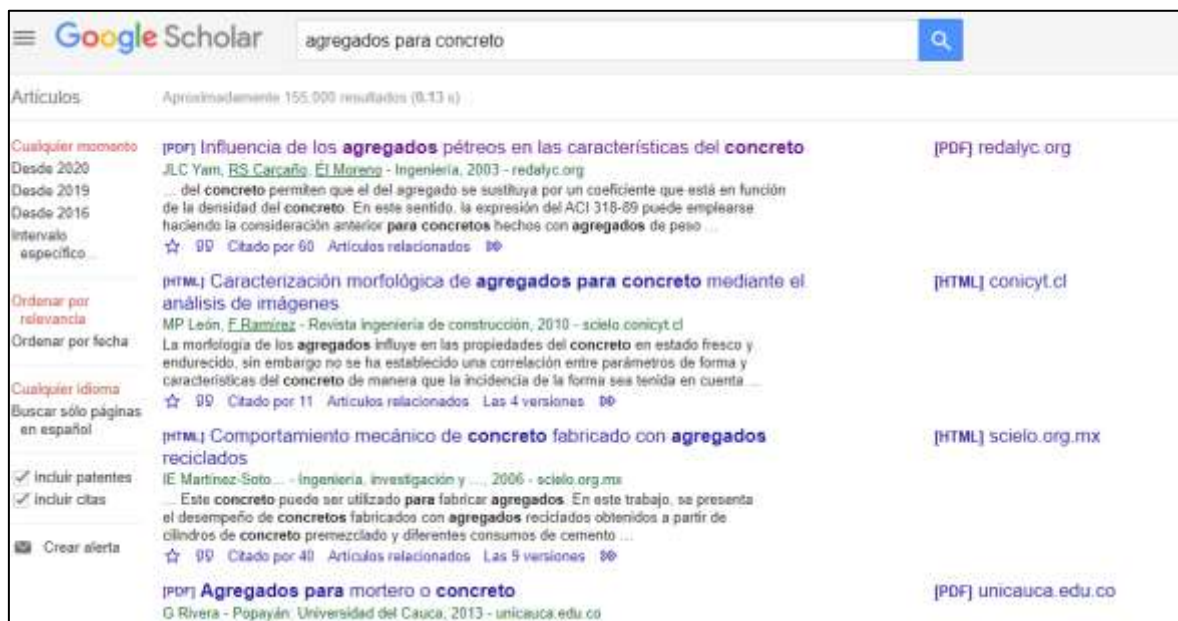 Google Scholar
agregados para concreto
Artículos
Aproximadamente 155,000 resultados (0.13 s)
Cualquier momento
Desde 2020
Desde 2019
Desde 2016
Intervalo
específico...
Ordenar por
relevancia
Ordenar por fecha
Cualquier idioma
Buscar sólo páginas
en español
incluir patentes
incluir citas
Crear alerta
[PDF] Influencia de los agregados pétreos en las características del concreto
[PDF] redalyc.org
JLC Yam, RS Carcaño, ÉI Moreno - Ingeniería, 2003 - redalyc.org
... del concreto permiten que el del agregado se sustituya por un coeficiente que está en función
de la densidad del concreto. En este sentido, la expresión del ACI 318-89 puede emplearse
haciendo la consideración anterior para concretos hechos con agregados de peso ...
Citado por 60 Artículos relacionados
[HTML] Caracterización morfológica de agregados para concreto mediante el
análisis de imágenes
[HTML] conicyt.cl
MP León, F Ramírez - Revista ingeniería de construcción, 2010 - scielo.conicyt.cl
La morfología de los agregados influye en las propiedades del concreto en estado fresco y
endurecido, sin embargo no se ha establecido una correlación entre parámetros de forma y
características del concreto de manera que la incidencia de la forma sea tenida en cuenta ...
Citado por 11 Artículos relacionados Las 4 versiones
[HTML] Comportamiento mecánico de concreto fabricado con agregados
reciclados
[HTML] scielo.org.mx
IE Martínez-Soto... - Ingeniería, investigación y ..., 2006 - scielo.org.mx
... Este concreto puede ser utilizado para fabricar agregados. En este trabajo, se presenta
el desempeño de concretos fabricados con agregados reciclados obtenidos a partir de
cilindros de concreto premezclado y diferentes consumos de cemento ...
Citado por 40 Artículos relacionados Las 9 versiones
[PDF] Agregados para mortero o concreto
[PDF] unicauca.edu.co
G Rivera - Popayán: Universidad del Cauca, 2013 - unicauca.edu.co